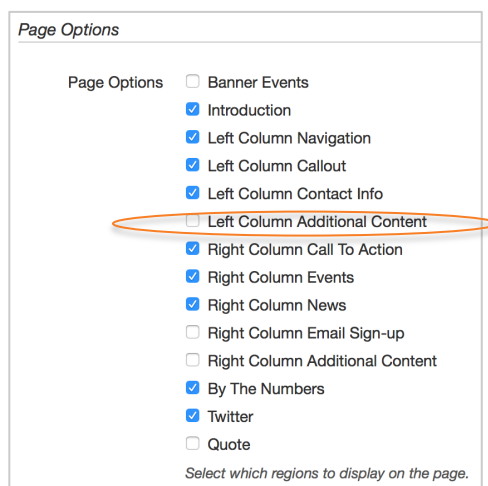 Page Options
Page Options Banner Events
Introduction
Left Column Navigation
Left Column Callout
Left Column Contact Info
Left Column Additional Content
Right Column Call To Action
Right Column Events
Right Column News
Right Column Email Sign-up
Right Column Additional Content
By The Numbers
Twitter
Quote
Select which regions to display on the page.